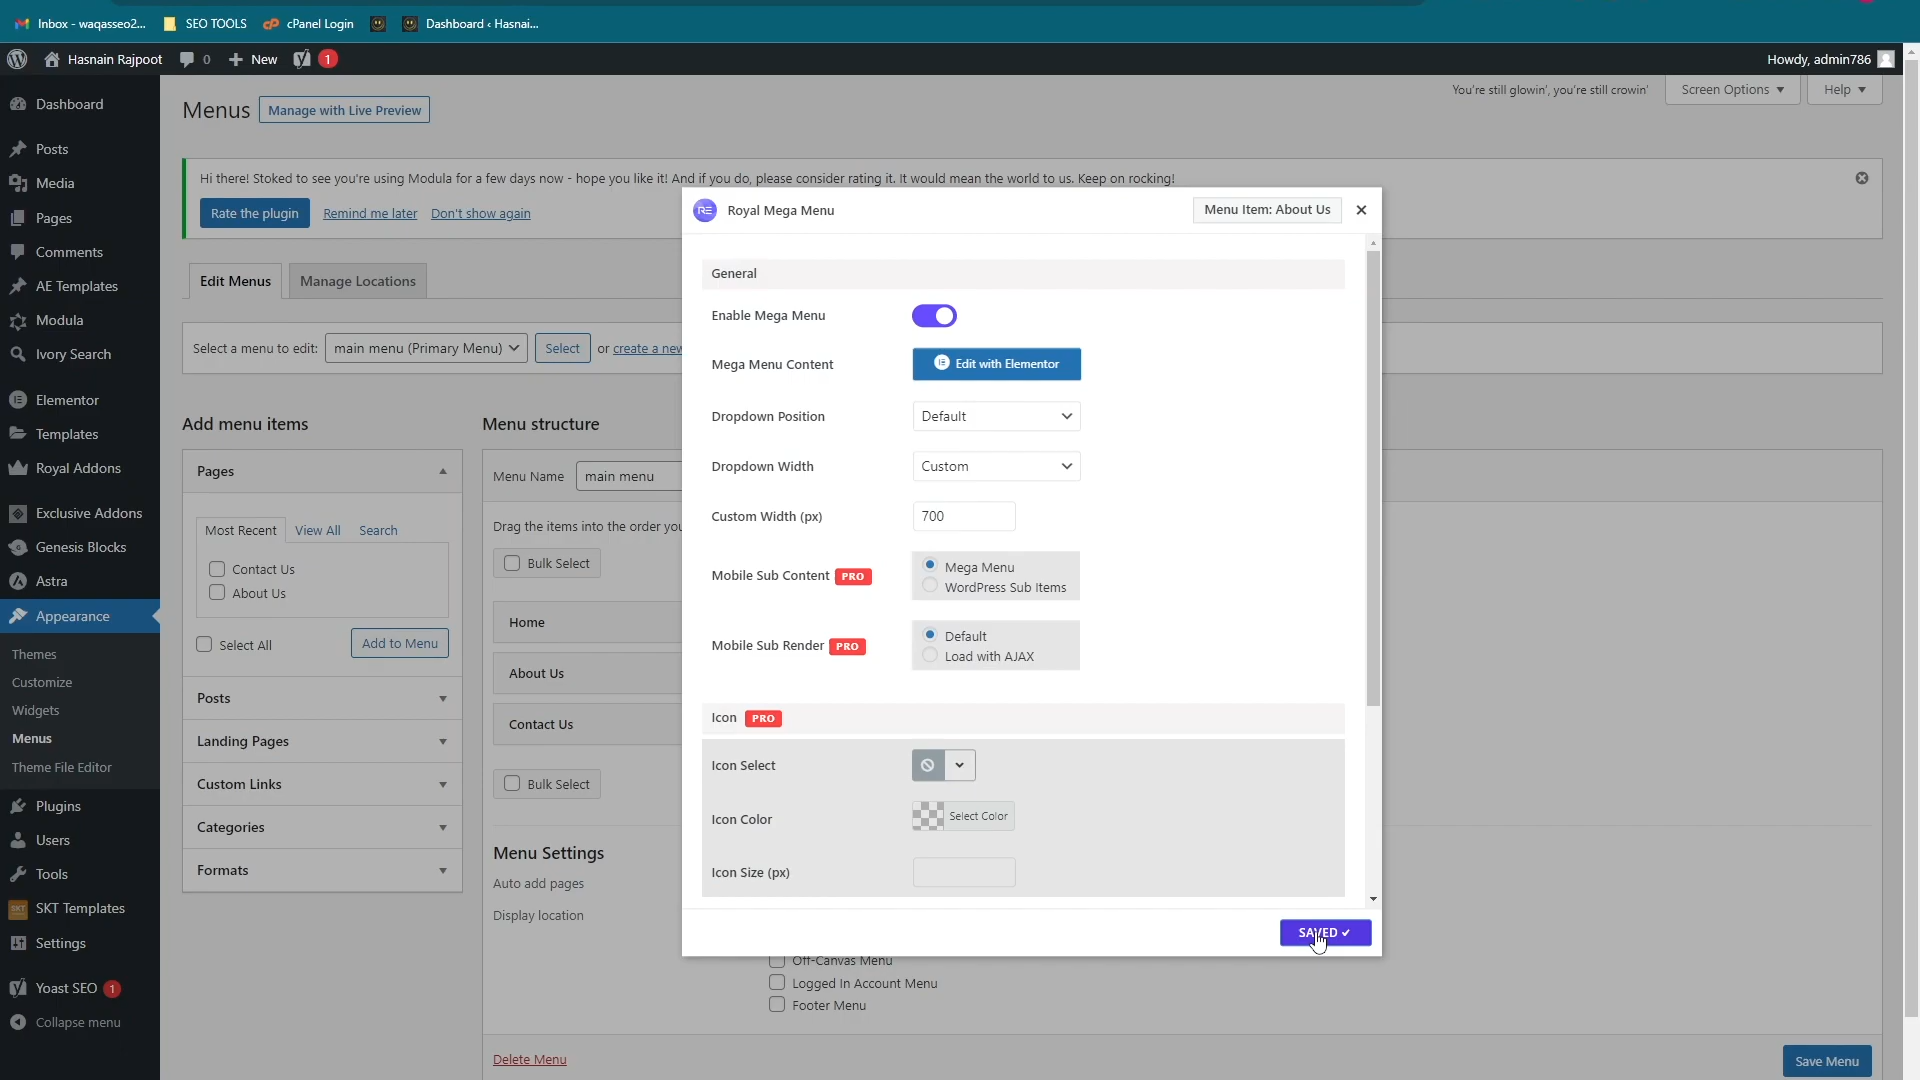 Inbox - waqasseo2...
SEO TOOLS
cPanel Login
Dashboard ‹ Hasnai...
Hasnain Rajpoot
0
New
1
Howdy, admin786
Dashboard
Posts
Media
Pages
Comments
AE Templates
Modula
Ivory Search
Elementor
Templates
Royal Addons
Exclusive Addons
Genesis Blocks
Astra
Appearance
Themes
Customize
Widgets
Menus
Theme File Editor
Plugins
Users
Tools
SKT Templates
Settings
Yoast SEO 1
Collapse menu
Menus
Manage with Live Preview
You're still glowin', you're still crowin'
Screen Options
Help
Hi there! Stoked to see you're using Modula for a few days now - hope you like it! And if you do, please consider rating it. It would mean the world to us. Keep on rocking!
Rate the plugin
Remind me later
Don't show again
Edit Menus
Manage Locations
Select a menu to edit:
main menu (Primary Menu)
Select
or create a new
Add menu items
Pages
Most Recent
View All
Search
Contact Us
About Us
Select All
Add to Menu
Posts
Landing Pages
Custom Links
Categories
Formats
Menu structure
Menu Name
main menu
Drag the items into the order you
Bulk Select
Home
About Us
Contact Us
Bulk Select
Menu Settings
Auto add pages
Display location
Off-Canvas Menu
Logged In Account Menu
Footer Menu
Delete Menu
Save Menu
RE
Royal Mega Menu
Menu Item: About Us
General
Enable Mega Menu
Mega Menu Content
Edit with Elementor
Dropdown Position
Default
Dropdown Width
Custom
Custom Width (px)
700
Mobile Sub Content PRO
Mega Menu
WordPress Sub Items
Mobile Sub Render PRO
Default
Load with AJAX
Icon PRO
Icon Select
Icon Color
Select Color
Icon Size (px)
SAVED ✓